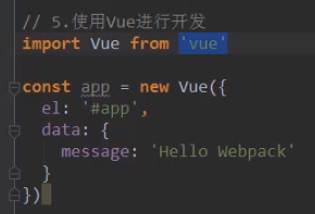 // 5.使用Vue进行开发
import Vue from 'vue'
const app = new Vue({
el: '#app',
data: {
message: 'Hello Webpack'
}
})